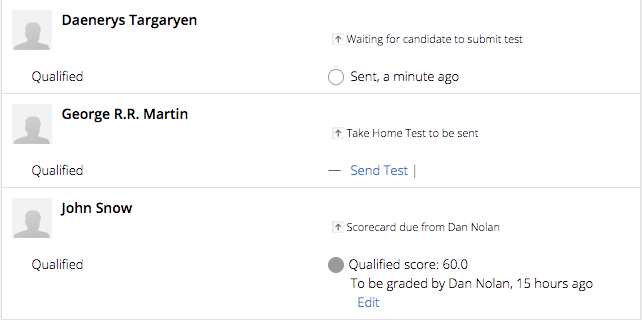 Daenerys Targaryen
Waiting for candidate to submit test
Qualified
Sent, a minute ago
George R.R. Martin
Take Home Test to be sent
Qualified
— Send Test |
John Snow
Scorecard due from Dan Nolan
Qualified
Qualified score: 60.0
To be graded by Dan Nolan, 15 hours ago
Edit